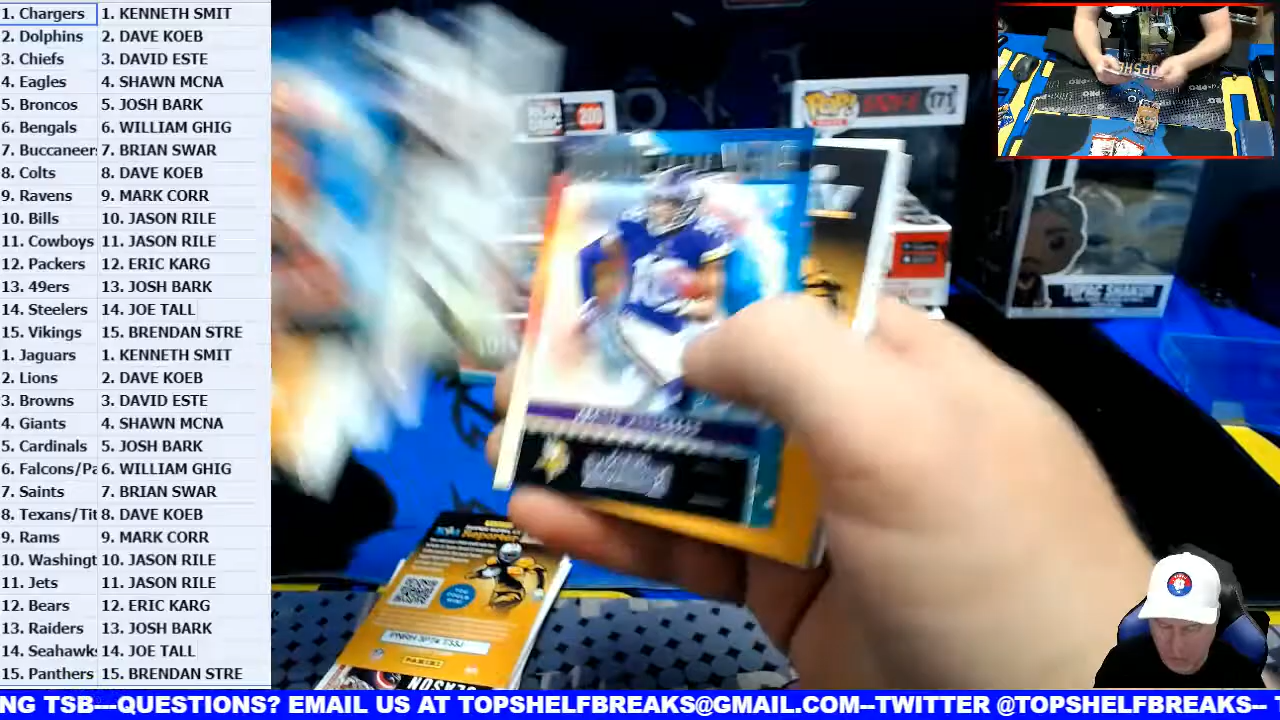 1. Chargers 1. KENNETH SMIT
2. Dolphins 2. DAVE KOEB
3. Chiefs 3. DAVID ESTE
4. Eagles 4. SHAWN MCNA
5. Broncos 5. JOSH BARK
6. Bengals 6. WILLIAM GHIG
7. Buccaneers 7. BRIAN SWAR
8. Colts 8. DAVE KOEB
9. Ravens 9. MARK CORR
10. Bills 10. JASON RILE
11. Cowboys 11. JASON RILE
12. Packers 12. ERIC KARG
13. 49ers 13. JOSH BARK
14. Steelers 14. JOE TALL
15. Vikings 15. BRENDAN STRE
1. Jaguars 1. KENNETH SMIT
2. Lions 2. DAVE KOEB
3. Browns 3. DAVID ESTE
4. Giants 4. SHAWN MCNA
5. Cardinals 5. JOSH BARK
6. Falcons/Pa 6. WILLIAM GHIG
7. Saints 7. BRIAN SWAR
8. Texans/Tit 8. DAVE KOEB
9. Rams 9. MARK CORR
10. Washingt 10. JASON RILE
11. Jets 11. JASON RILE
12. Bears 12. ERIC KARG
13. Raiders 13. JOSH BARK
14. Seahawks 14. JOE TALL
15. Panthers 15. BRENDAN STRE
POP!
171
200
TUPAC SHAKUR
Reporter
PANINI
SEASON
NG TSB---QUESTIONS? EMAIL US AT TOPSHELFBREAKS@GMAIL.COM--TWITTER @TOPSHELFBREAKS--